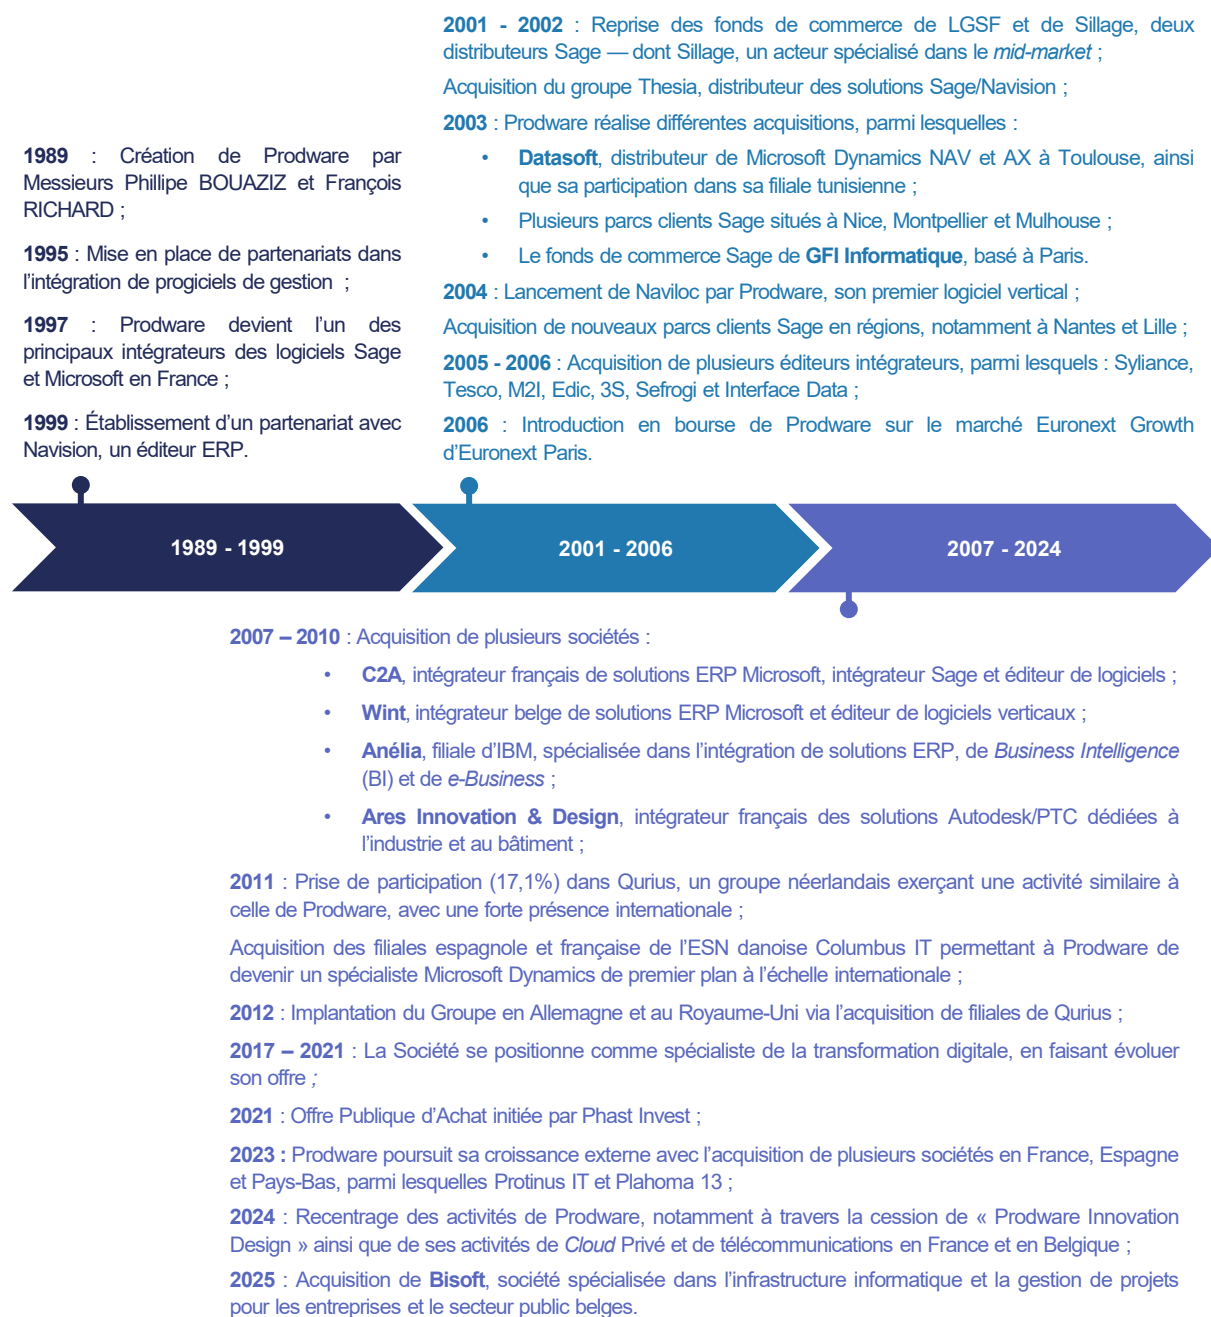 1989 : Création de Prodware par
Messieurs Phillipe BOUAZIZ et François
RICHARD ;
1995 : Mise en place de partenariats dans
l'intégration de progiciels de gestion ;
1997 : Prodware devient l'un des
principaux intégrateurs des logiciels Sage
et Microsoft en France ;
1999 : Établissement d'un partenariat avec
Navision, un éditeur ERP.
2001 - 2002 : Reprise des fonds de commerce de LGSF et de Sillage, deux
distributeurs Sage — dont Sillage, un acteur spécialisé dans le mid-market ;
Acquisition du groupe Thesia, distributeur des solutions Sage/Navision ;
2003 : Prodware réalise différentes acquisitions, parmi lesquelles :
• Datasoft, distributeur de Microsoft Dynamics NAV et AX à Toulouse, ainsi
que sa participation dans sa filiale tunisienne ;
• Plusieurs parcs clients Sage situés à Nice, Montpellier et Mulhouse ;
• Le fonds de commerce Sage de GFI Informatique, basé à Paris.
2004 : Lancement de Naviloc par Prodware, son premier logiciel vertical ;
Acquisition de nouveaux parcs clients Sage en régions, notamment à Nantes et Lille ;
2005 - 2006 : Acquisition de plusieurs éditeurs intégrateurs, parmi lesquels : Syliance,
Tesco, M2I, Edic, 3S, Sefrogi et Interface Data ;
2006 : Introduction en bourse de Prodware sur le marché Euronext Growth
d'Euronext Paris.
1989 - 1999
2001 - 2006
2007 - 2024
2007 – 2010 : Acquisition de plusieurs sociétés :
• C2A, intégrateur français de solutions ERP Microsoft, intégrateur Sage et éditeur de logiciels ;
• Wint, intégrateur belge de solutions ERP Microsoft et éditeur de logiciels verticaux ;
• Anélia, filiale d'IBM, spécialisée dans l'intégration de solutions ERP, de Business Intelligence
(BI) et de e-Business ;
• Ares Innovation & Design, intégrateur français des solutions Autodesk/PTC dédiées à
l'industrie et au bâtiment ;
2011 : Prise de participation (17,1%) dans Qurius, un groupe néerlandais exerçant une activité similaire à
celle de Prodware, avec une forte présence internationale ;
Acquisition des filiales espagnole et française de l'ESN danoise Columbus IT permettant à Prodware de
devenir un spécialiste Microsoft Dynamics de premier plan à l'échelle internationale ;
2012 : Implantation du Groupe en Allemagne et au Royaume-Uni via l'acquisition de filiales de Qurius ;
2017 – 2021 : La Société se positionne comme spécialiste de la transformation digitale, en faisant évoluer
son offre ;
2021 : Offre Publique d'Achat initiée par Phast Invest ;
2023 : Prodware poursuit sa croissance externe avec l'acquisition de plusieurs sociétés en France, Espagne
et Pays-Bas, parmi lesquelles Protinus IT et Plahoma 13 ;
2024 : Recentrage des activités de Prodware, notamment à travers la cession de « Prodware Innovation
Design » ainsi que de ses activités de Cloud Privé et de télécommunications en France et en Belgique ;
2025 : Acquisition de Bisoft, société spécialisée dans l'infrastructure informatique et la gestion de projets
pour les entreprises et le secteur public belges.